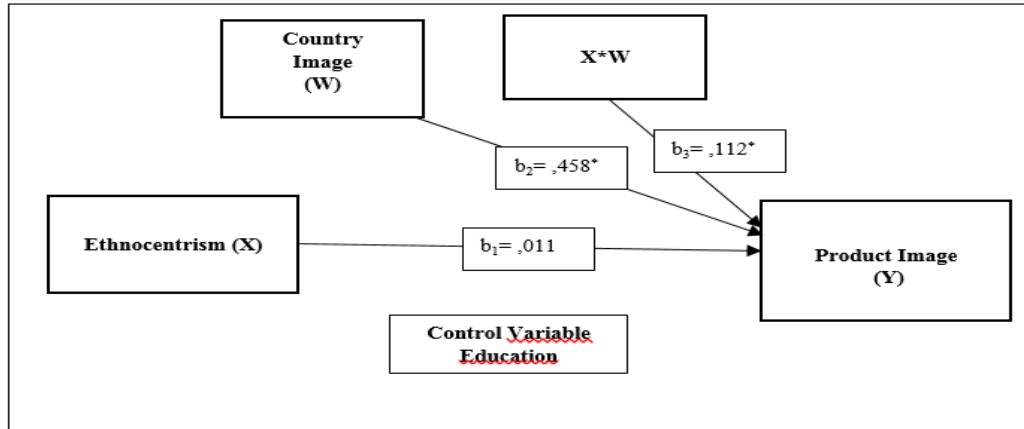 Country
Image
(W)
X*W
b₃= ,112*
b₂= ,458*
Ethnocentrism (X)
b₁= ,011
Product Image
(Y)
Control Variable
Education